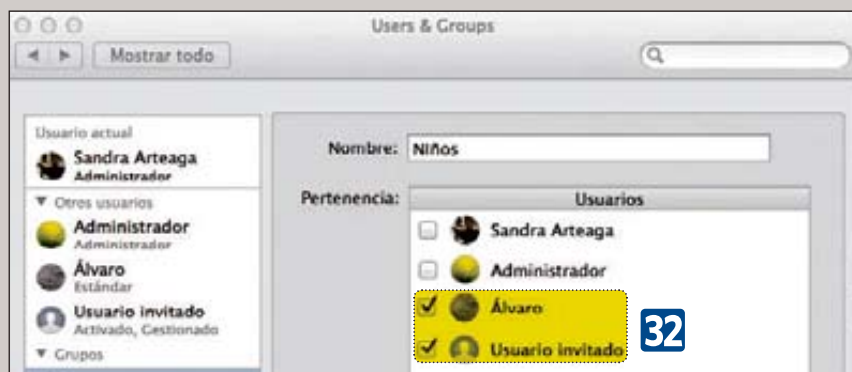 Users & Groups
Mostrar todo
Usuario actual
Sandra Arteaga
Administrador
Otros usuarios
Administrador
Administrador
Álvaro
Estándar
Usuario invitado
Activado, Gestionado
Grupos
Nombre: NIños
Pertenencia: Usuarios
Sandra Arteaga
Administrador
Álvaro
Usuario invitado
32